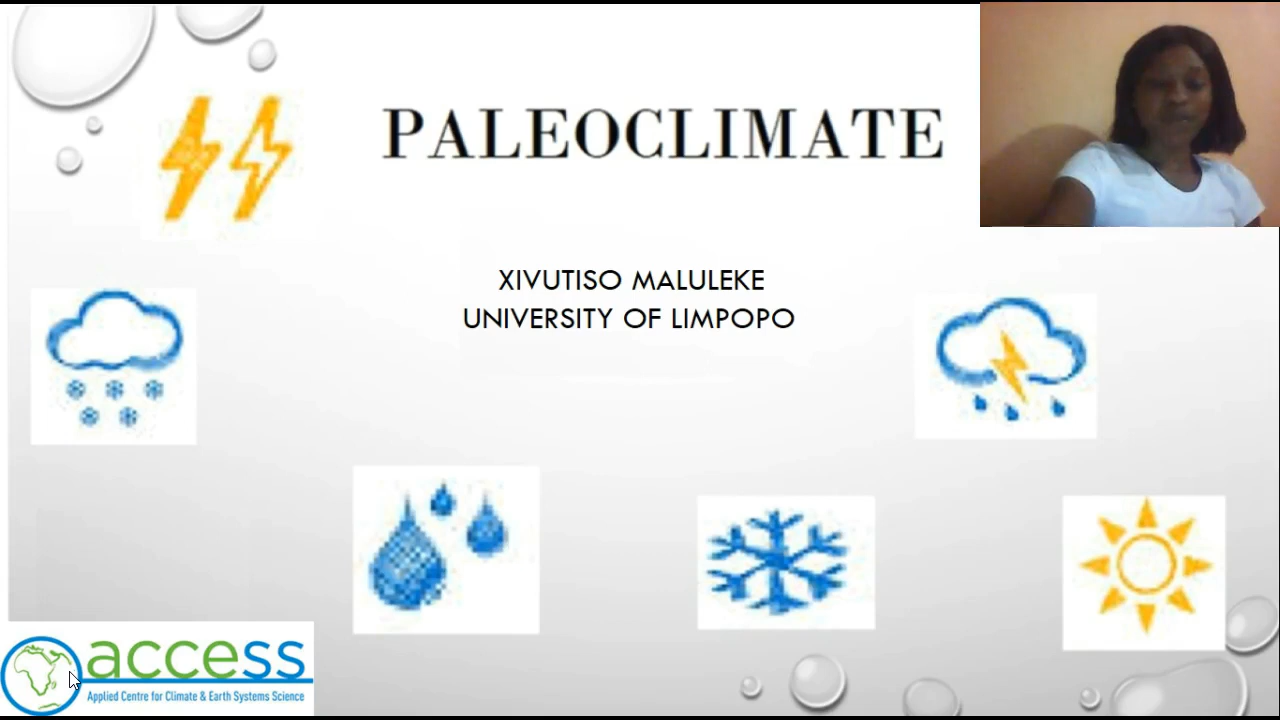 PALEOCLIMATE
XIVUTISO MALULEKE
UNIVERSITY OF LIMPOPO
access
Applied Centre for Climate & Earth Systems Science